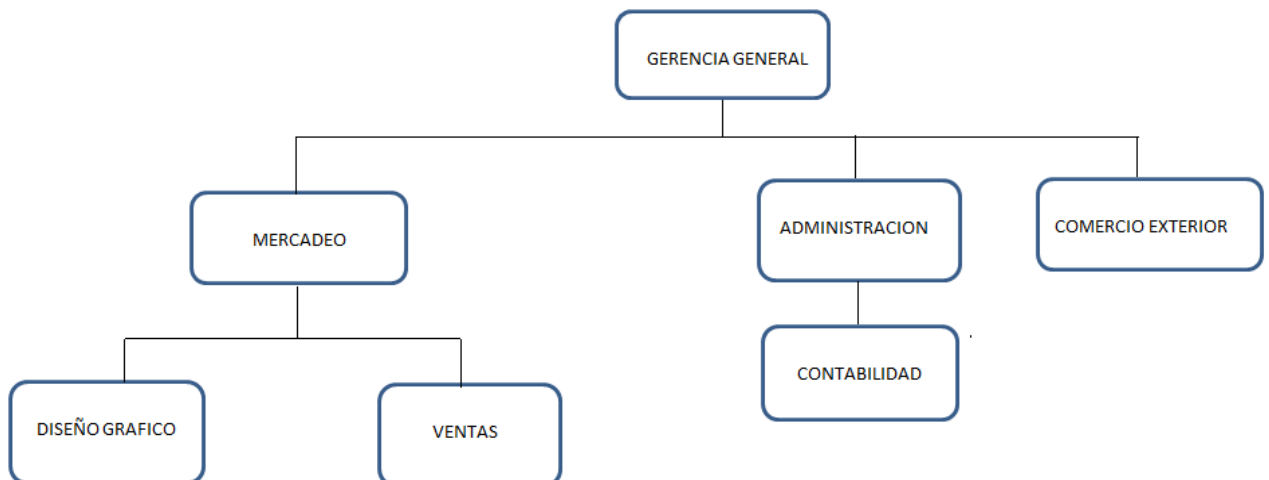 GERENCIA GENERAL
MERCADEO
ADMINISTRACION
COMERCIO EXTERIOR
CONTABILIDAD
DISEÑO GRAFICO
VENTAS